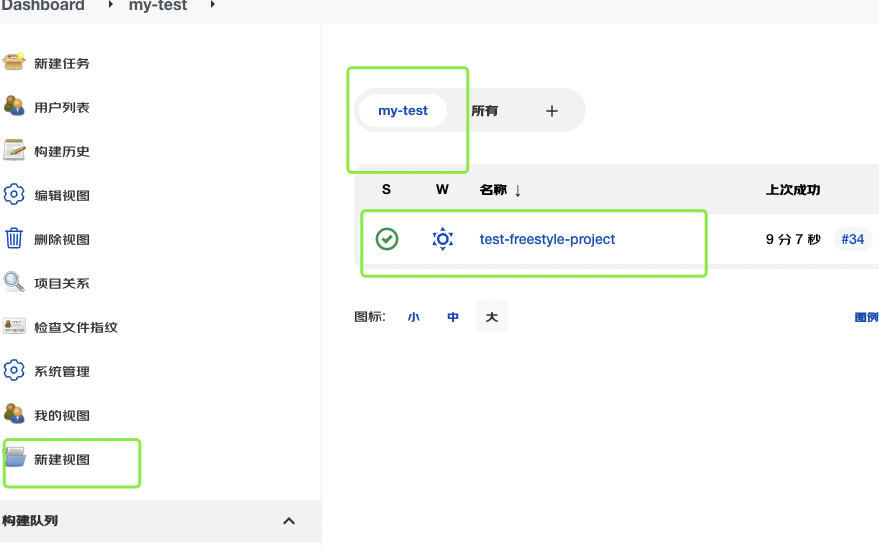 Dashboard my-test
新建任务
用户列表
构建历史
编辑视图
删除视图
项目关系
检查文件指纹
系统管理
我的视图
新建视图
构建队列
my-test 所有 +
S W 名称 ↓ 上次成功
test-freestyle-project 9 分 7 秒 #34
图标: 小 中 大 图例